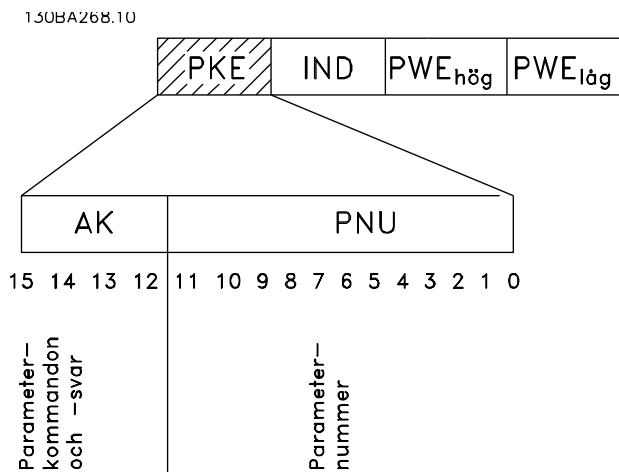 130BA268.10
PKE IND PWEhög PWElåg
AK PNU
15 14 13 12 11 10 9 8 7 6 5 4 3 2 1 0
Parameter-
kommandon
och -svar
Parameter-
nummer